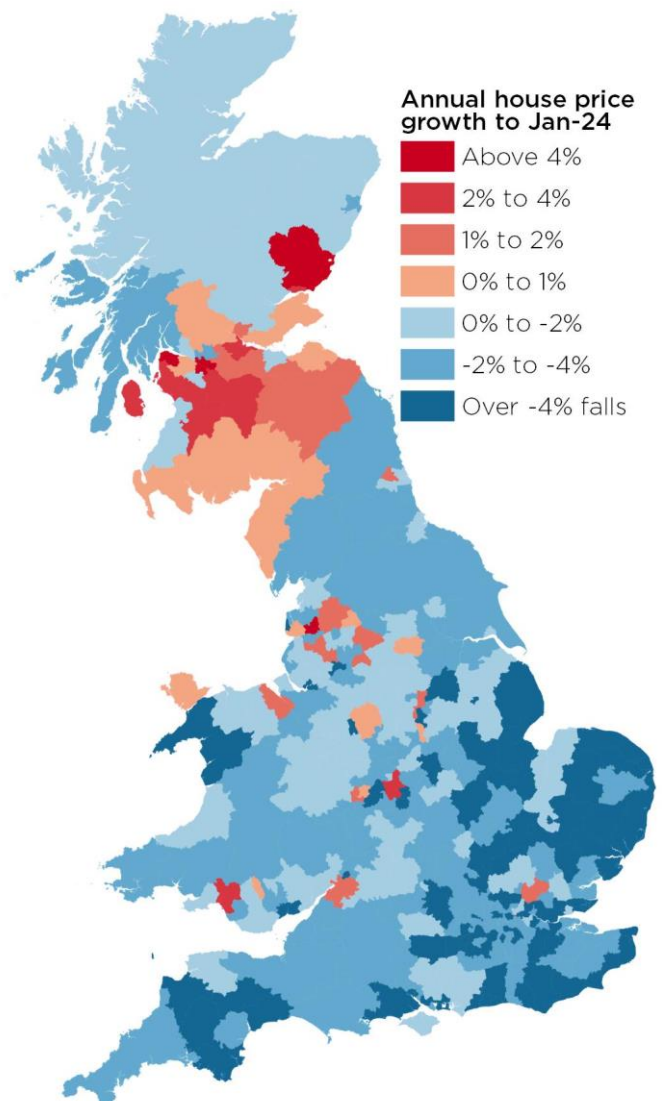 Annual house price
growth to Jan-24
Above 4%
2% to 4%
1% to 2%
0% to 1%
0% to -2%
-2% to -4%
Over -4% falls